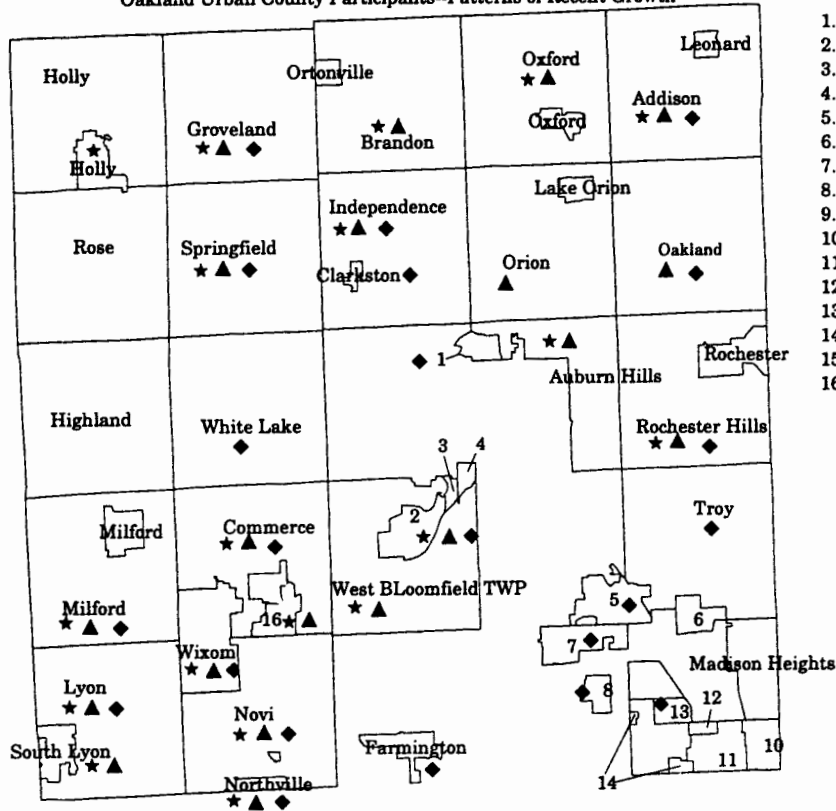 Oakland Urban County Participants--Patterns of Recent Growth
Leonard
Holly
Ortonville
Oxford
Addison
Groveland
Brandon
Oxford
Holly
Lake Orion
Independence
Rose
Springfield
Clarkston
Orion
Oakland
1
Auburn Hills
Rochester
Highland
White Lake
Rochester Hills
3
4
2
Milford
Commerce
Troy
Milford
16
West BLoomfield TWP
5
6
7
Wixom
Madison Heights
Lyon
8
Novi
13
12
South Lyon
Farmington
14
11
10
Northville
1.
2.
3.
4.
5.
6.
7.
8.
9.
10
11
12
13
14
15
16